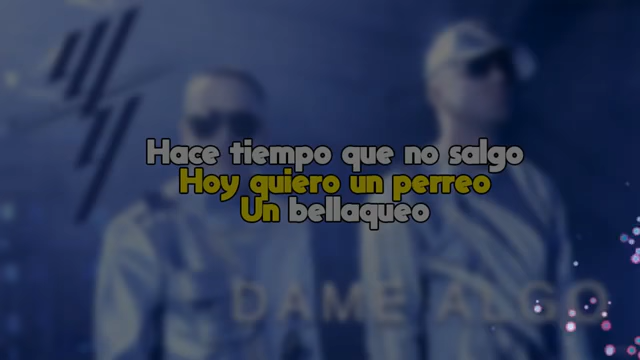 Hace tiempo que no salgo
Hoy quiero un perreo
Un bellaqueo
DAME ALGO